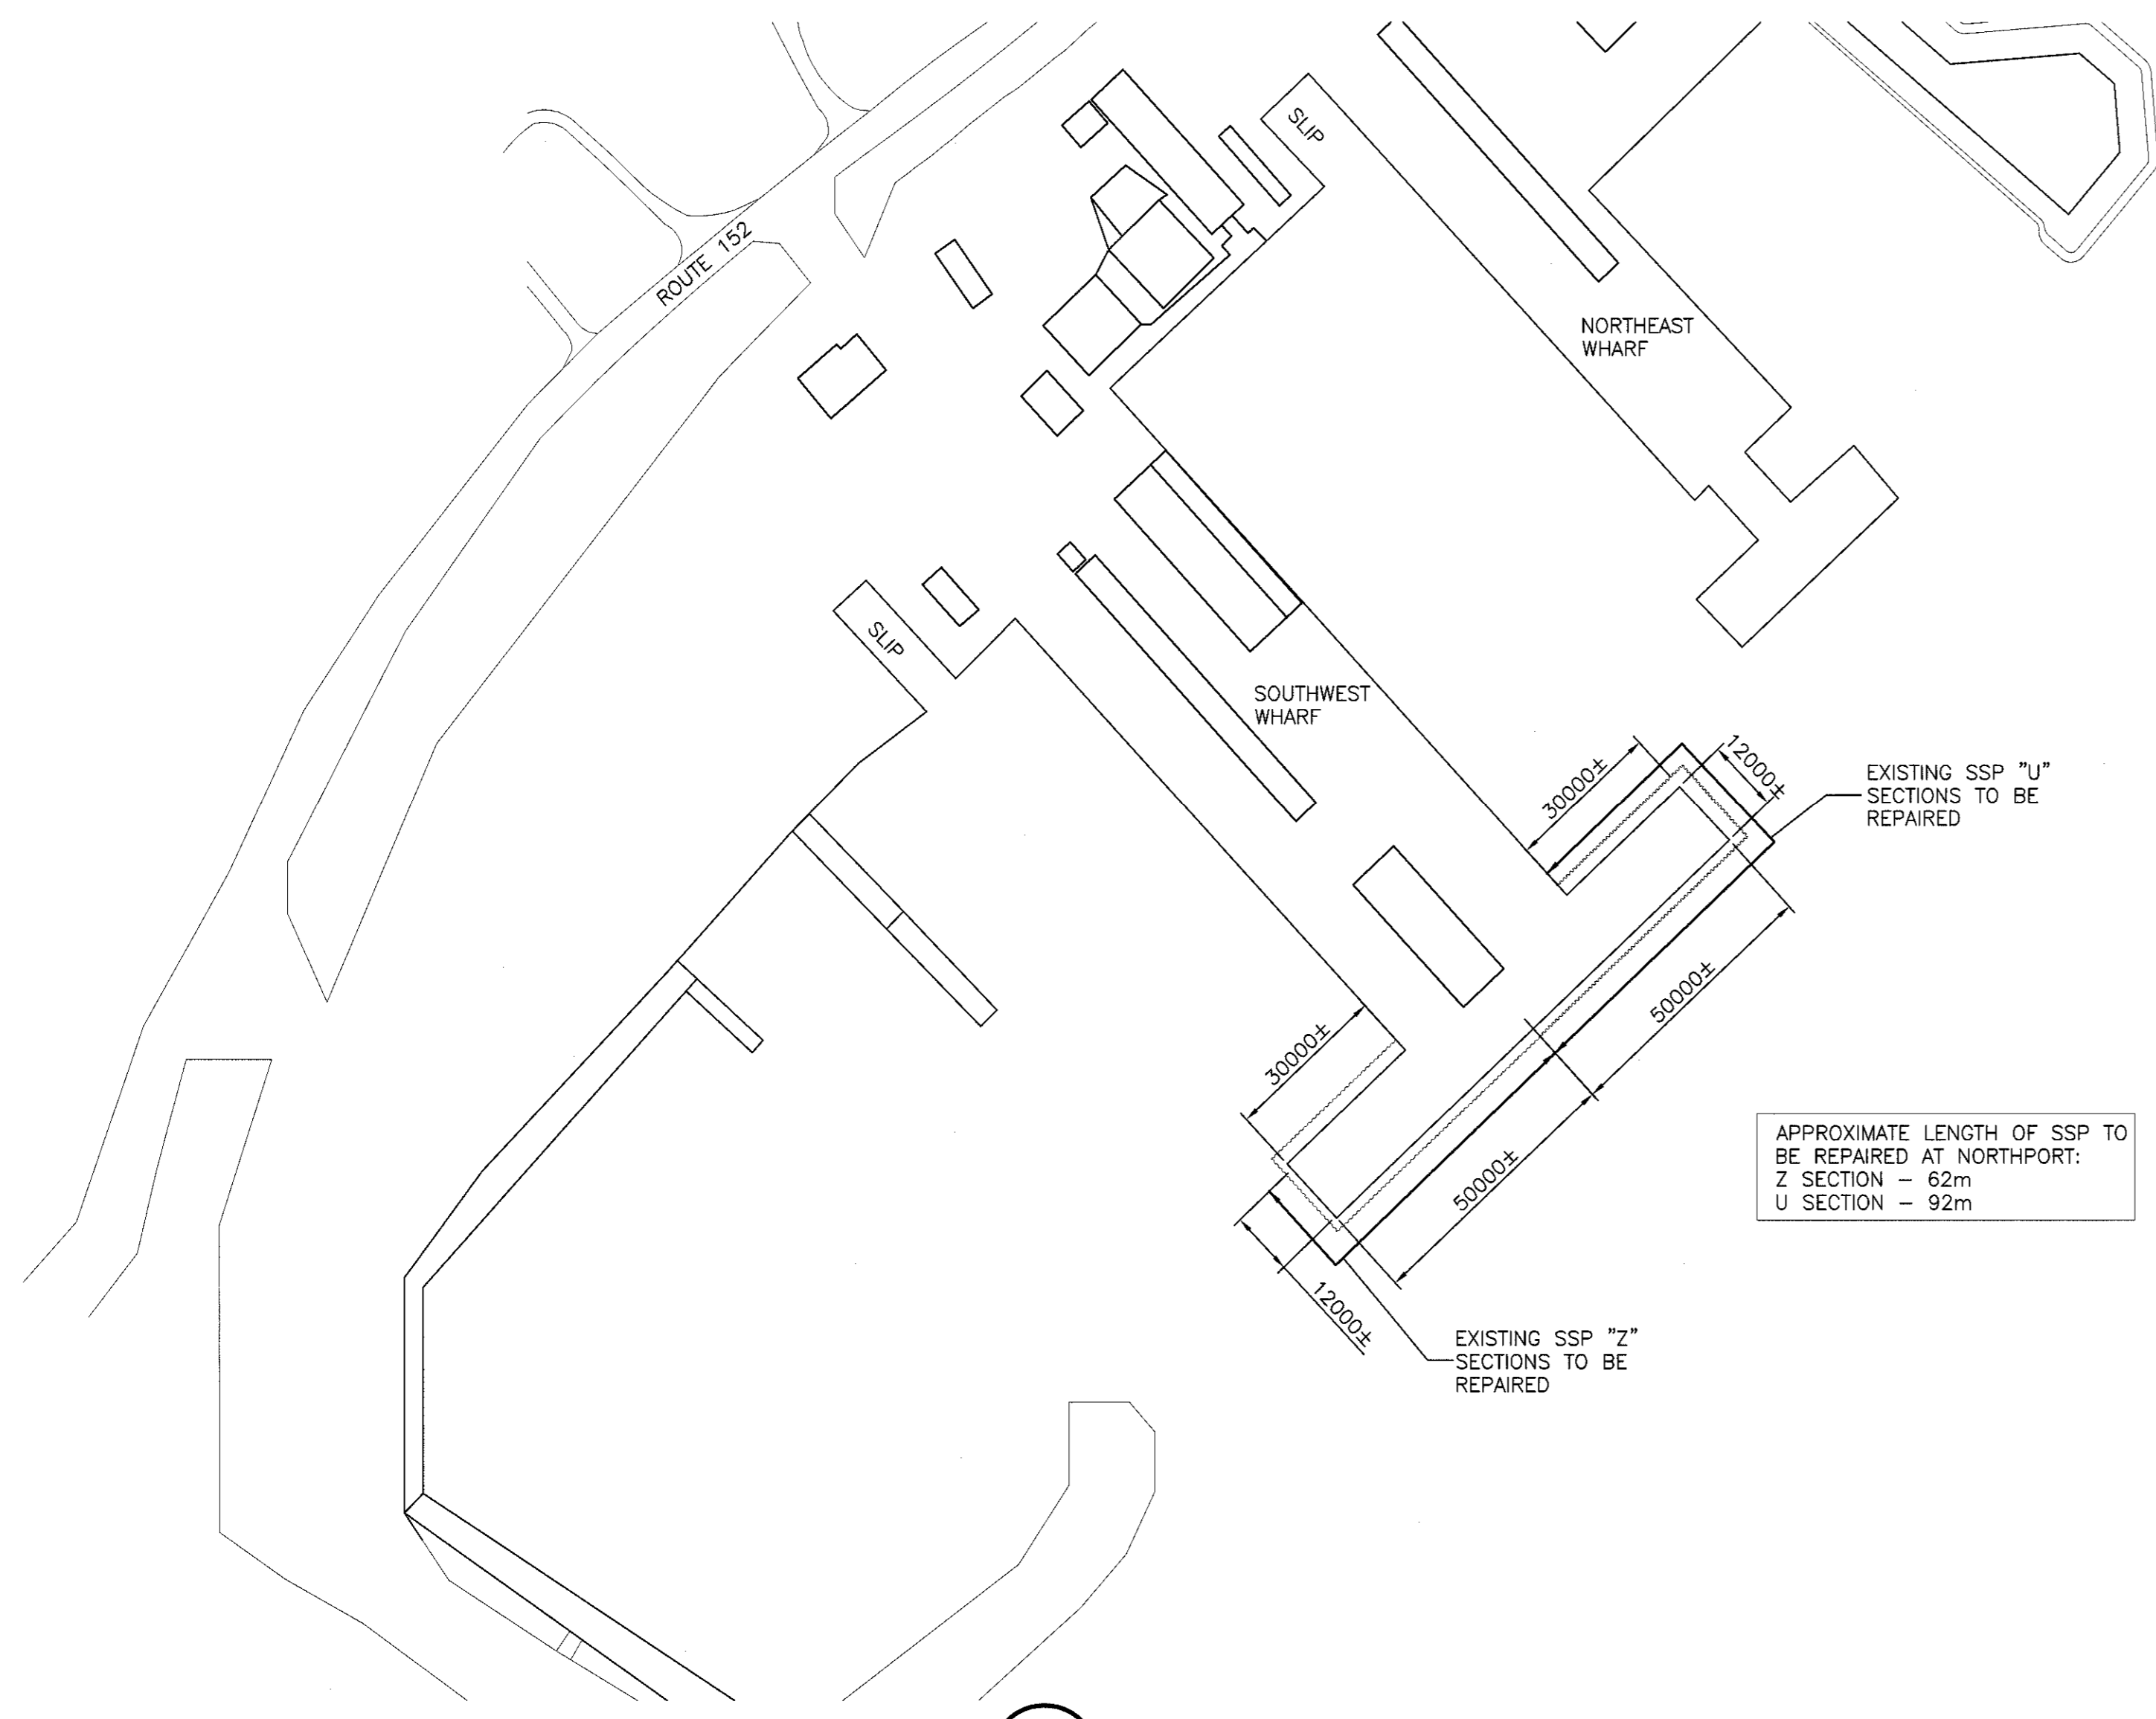 SLIP
ROUTE 152
NORTHEAST
WHARF
SLIP
SOUTHWEST
WHARF
30000±
12000±
EXISTING SSP "U"
SECTIONS TO BE
REPAIRED
50000±
30000±
50000±
12000±
APPROXIMATE LENGTH OF SSP TO
BE REPAIRED AT NORTHPORT:
Z SECTION – 62m
U SECTION – 92m
EXISTING SSP "Z"
SECTIONS TO BE
REPAIRED